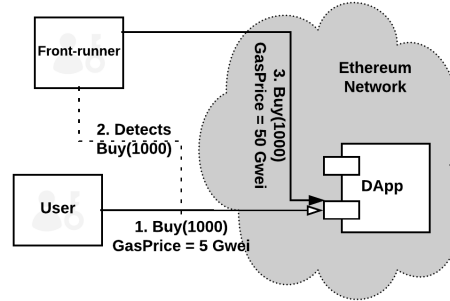 Front-runner
Ethereum
Network
3. Buy(1000)
GasPrice = 50 Gwei
2. Detects
Buy(1000)
DApp
User
1. Buy(1000)
GasPrice = 5 Gwei